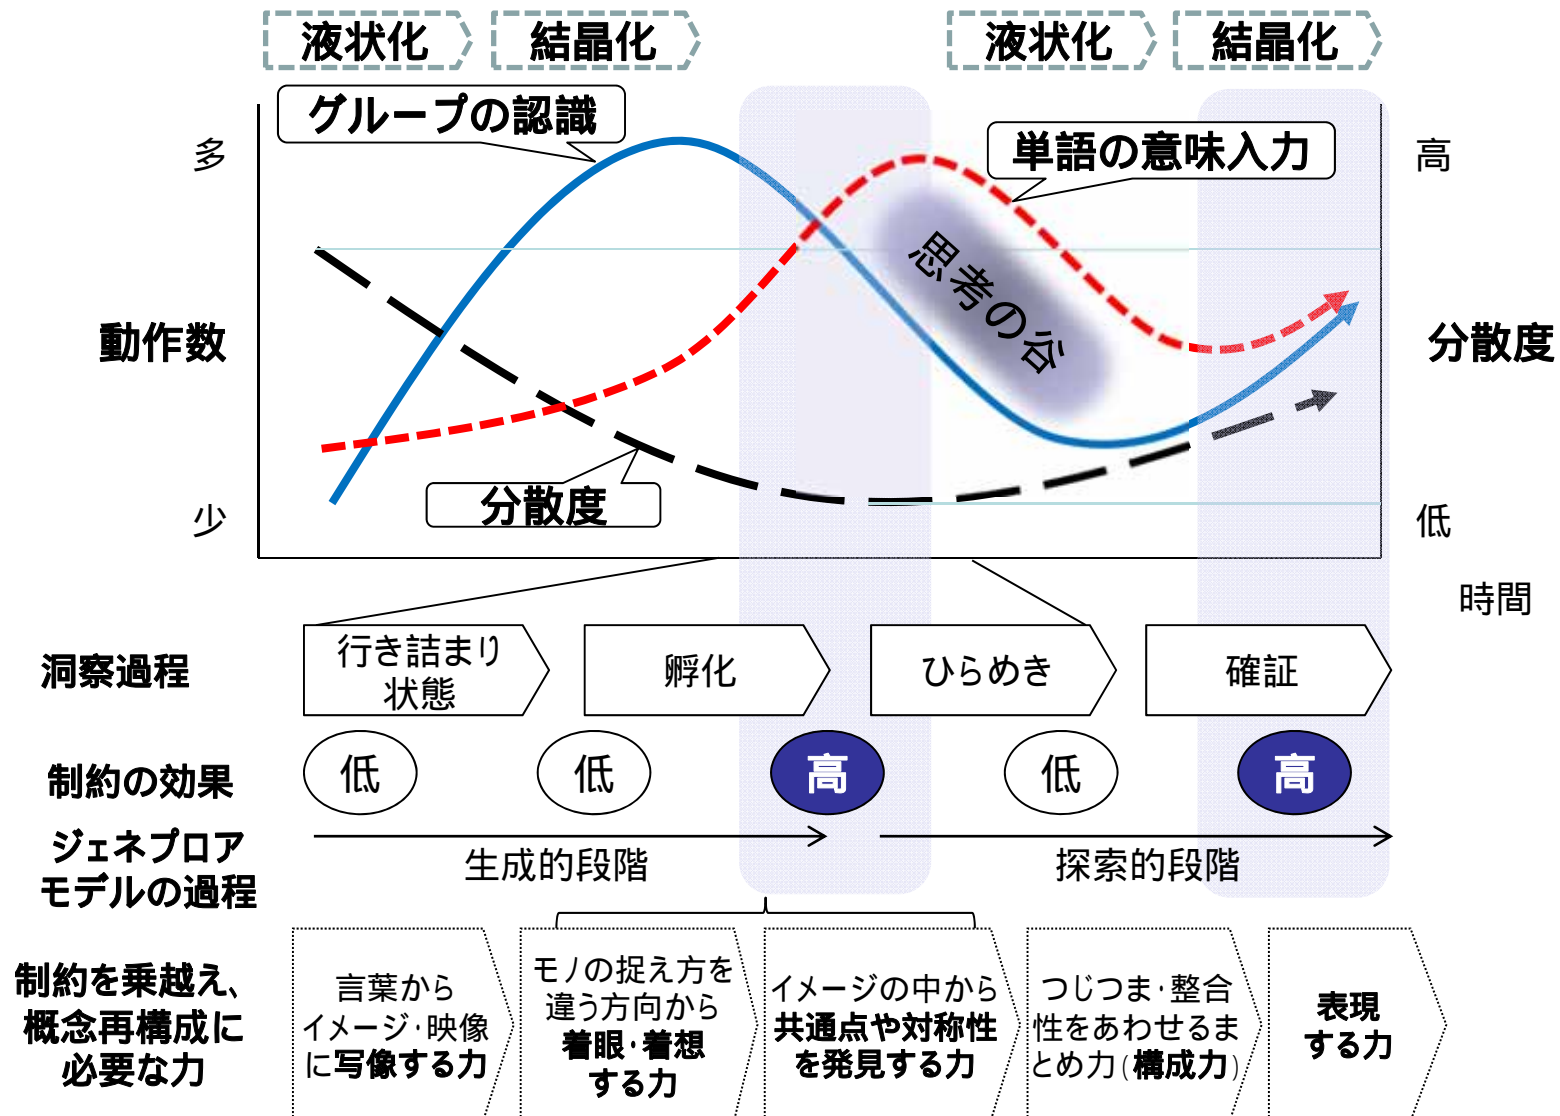 液状化
結晶化
液状化
結晶化
グループの認識
単語の意味入力
多
高
思考の谷
動作数
分散度
分散度
少
低
時間
洞察過程
行き詰まり
状態
孵化
ひらめき
確証
制約の効果
低
低
高
低
高
ジェネプロア
モデルの過程
生成的段階
探索的段階
制約を乗越え、
概念再構成に
必要な力
言葉から
イメージ・映像
に写像する力
モノの捉え方を
違う方向から
着眼・着想
する力
イメージの中から
共通点や対称性
を発見する力
つじつま・整合
性をあわせるま
とめ力(構成力)
表現
する力